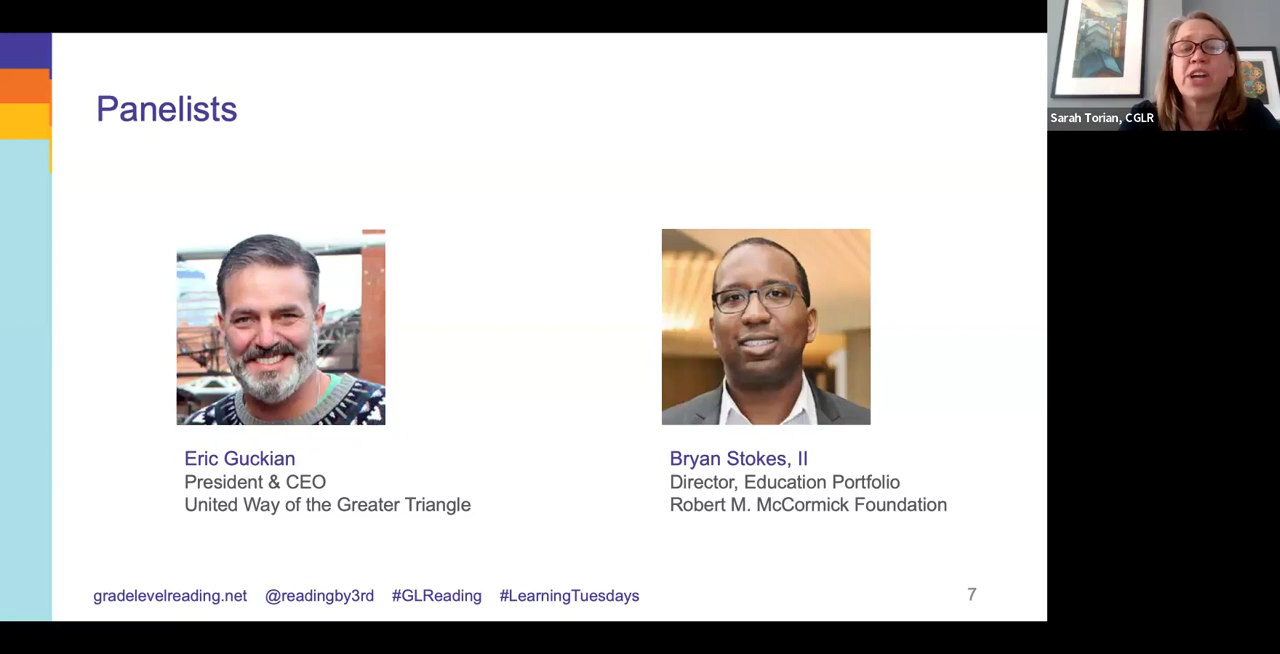 Panelists
Sarah Torian, CGLR
Eric Guckian
President & CEO
United Way of the Greater Triangle
Bryan Stokes, II
Director, Education Portfolio
Robert M. McCormick Foundation
gradelevelreading.net @readingby3rd #GLReading #LearningTuesdays 7